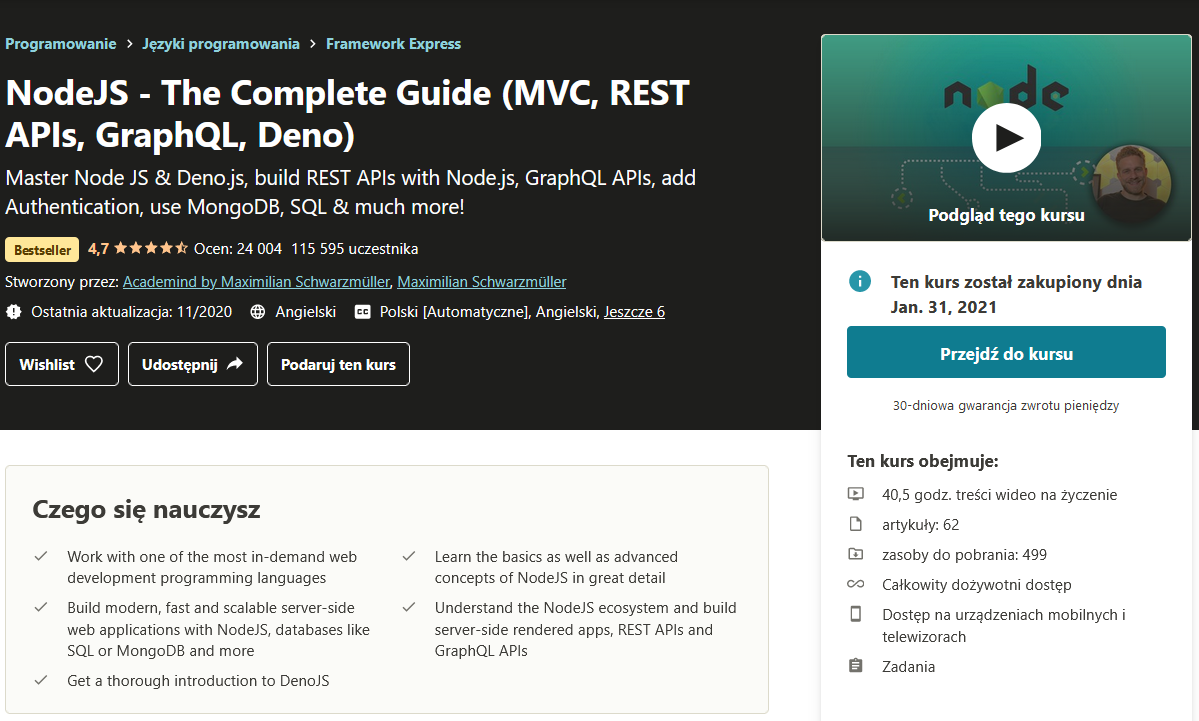 Programowanie > Języki programowania > Framework Express
NodeJS - The Complete Guide (MVC, REST
APIs, GraphQL, Deno)
Master Node JS & Deno.js, build REST APIs with Node.js, GraphQL APIs, add
Authentication, use MongoDB, SQL & much more!
Bestseller 4,7 Ocen: 24 004 115 595 uczestnika
Stworzony przez: Academind by Maximilian Schwarzmüller, Maximilian Schwarzmüller
Ostatnia aktualizacja: 11/2020 Angielski CC Polski [Automatyczne], Angielski, Jeszcze 6
Wishlist Udostępnij Podaruj ten kurs
node
Podgląd tego kursu
Ten kurs został zakupiony dnia
Jan. 31, 2021
Przejdź do kursu
30-dniowa gwarancja zwrotu pieniędzy
Ten kurs obejmuje:
40,5 godz. treści wideo na życzenie
artykuły: 62
zasoby do pobrania: 499
Całkowity dożywotni dostęp
Dostęp na urządzeniach mobilnych i
telewizorach
Zadania
Czego się nauczysz
Work with one of the most in-demand web
development programming languages
Build modern, fast and scalable server-side
web applications with NodeJS, databases like
SQL or MongoDB and more
Get a thorough introduction to DenoJS
Learn the basics as well as advanced
concepts of NodeJS in great detail
Understand the NodeJS ecosystem and build
server-side rendered apps, REST APIs and
GraphQL APIs